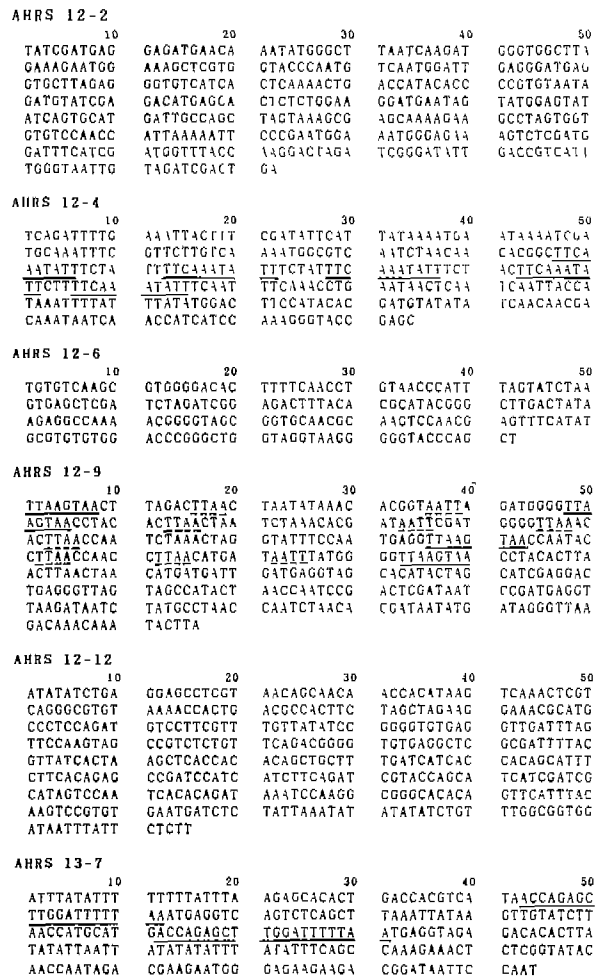 AHRS 12-2
10 20 30 40 50
TATCGATGAG GAGATGAACA AATATGGGCT TAATCAAGAT GGGTGGCTTA
GAAAGAATGG AAAGCTCGTG GTACCCAATG TCAATGGATT GAGGGATGAG
GTGCTTAGAG GGTGTCATCA CTCAAAACTG ACCATACACC CCGTGTAATA
GATGTATCGA GACATGAGCA CTCTCTGGAA GGATGAATAG TATGGAGTAT
ATCAGTGCAT GATTGCCAGC TAGTAAAGCG AGCAAAAGAA GCCTAGTGGT
GTGTCCAACC ATTAAAAATT CCCGAATGGA AATGGGAGAA AGTCTCGATG
GATTTCATCG ATGGTTTACC AAGGACTAGA TCGGGATATT GACCGTCATT
TGGGTAATTG TAGATCGACT GA
AHRS 12-4
10 20 30 40 50
TCAGATTTTG AAATTACTTT CGATATTCAT TATAAAATGA ATAAAATCGA
TGCAAATTTC GTTCTTGTCA AAATGGCGTC AATCTAACAA CACGGCTTCA
AATATTTCTA TTTTCAAATA TTTCTATTTC AAATATTTCT ACTTCAAATA
TTCTTTTCAA ATATTTCAAT TTCAAACCTG AATAACTCAA TCAATTACCA
TAAATTTTAT TTATATGGAC TTCCATACAC GATGTATATA TCAACAACGA
CAAATAATCA ACCATCATCC AAAGGGTACC GAGC
AHRS 12-6
10 20 30 40 50
TGTGTCAAGC GTGGGGACAC TTTTCAACCT GTAACCCATT TAGTATCTAA
GTGAGCTCGA TCTAGATCGG AGACTTTACA CGCATACGGG CTTGACTATA
AGAGGCCAAA ACGGGGTAGC GGTGCAACGC AAGTCCAACG AGTTTCATAT
GCGTGTGTGG ACCCGGGCTG GTAGGTAAGG GGGTACCCAG CT
AHRS 12-9
10 20 30 40 50
TTAAGTAACT TAGACTTAAC TAATATAAAC ACGGTAATTA GATGGGGTTA
AGTAACCTAC ACTTAACTAA TCTAAACACG ATAATTCGAT GGGGTTAAAC
ACTTAACCAA TCTAAACTAG GTATTTCCAA TGAGGTTAAG TAACCAATAC
CTTAACCAAC CTTAACATGA TAATTTATGG GGTTAAGTAA CCTACACTTA
ACTTAACTAA CATGATGATT GATGAGGTAG CACATACTAG CATCGAGGAC
TGAGGGTTAG TAGCCATACT AACCAATCCG ACTCGATAAT CCGATGAGGT
TAAGATAATC TATGCCTAAC CAATCTAACA CGATAATATG ATAGGGTTAA
GACAAACAAA TACTTA
AHRS 12-12
10 20 30 40 50
ATATATCTGA GGAGCCTCGT AACAGCAACA ACCACATAAG TCAAACTCGT
CAGGGCGTGT AAAACCACTG ACGCCACTTC TAGCTAGAAG GAAACGCATG
CCCTCCAGAT GTCCTTCGTT TGTTATATCC GGGGTGTGAG GTTGATTTAG
TTCCAAGTAG CCGTCTCTGT TCAGACGGGG TGTGAGGCTC GCGATTTTAC
GTTATCACTA AGCTCACCAC ACAGCTGCTT TGATCATCAC CACAGCATTT
CTTCACAGAG CCGATCCATC ATCTTCAGAT CGTACCAGCA TCATCGATCG
CATAGTCCAA TCACACAGAT AAATCCAAGG CGGGCACACA GTTCATTTAC
AAGTCCGTGT GAATGATCTC TATTAAATAT ATATATCTGT TTGGCGGTGG
ATAATTTATT CTCTT
AHRS 13-7
10 20 30 40 50
ATTTATATTT TTTTTATTTA AGAGCACACT GACCACGTCA TAACCAGAGC
TTGGATTTTT AAATGAGGTC AGTCTCAGCT TAAATTATAA GTTGTATCTT
AACCATGCAT GACCAGAGCT TGGATTTTTA ATGAGGTAGA GACACACTTA
TATATTAATT ATATATATTT ATATTTCAGC CAAAGAAACT CTCGGGTATAC
AACCAATAGA CGAAGAATGG GAGAAGAAGA CGGATAATTC CAAT